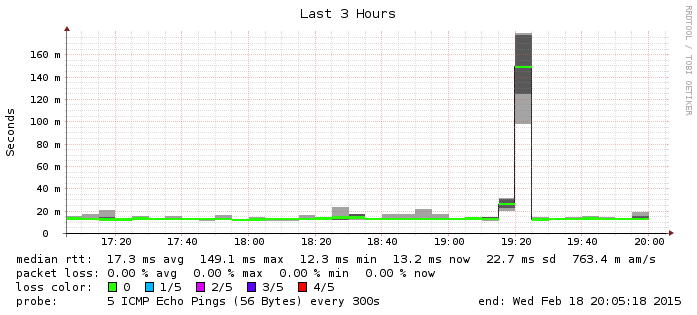 Last 3 Hours
RRDTOOL / TOBI OETIKER
Seconds
160 m
140 m
120 m
100 m
80 m
60 m
40 m
20 m
0
17:20 17:40 18:00 18:20 18:40 19:00 19:20 19:40 20:00
median rtt: 17.3 ms avg 149.1 ms max 12.3 ms min 13.2 ms now 22.7 ms sd 763.4 m am/s
packet loss: 0.00 % avg 0.00 % max 0.00 % min 0.00 % now
loss color: 0 1/5 2/5 3/5 4/5
probe: 5 ICMP Echo Pings (56 Bytes) every 300s end: Wed Feb 18 20:05:18 2015